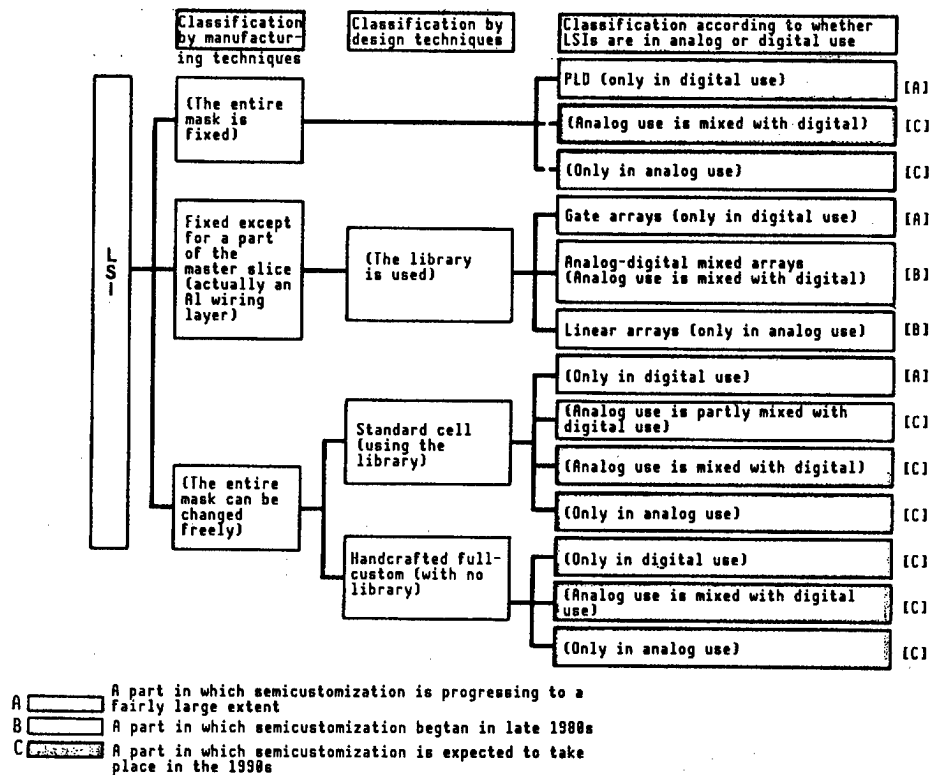 Classification
by manufactur-
ing techniques
Classification by
design techniques
Classification according to whether
LSIs are in analog or digital use
LSI
(The entire
mask is
fixed)
PLD (only in digital use)
[A]
(Analog use is mixed with digital)
[C]
(Only in analog use)
[C]
Fixed except
for a part
of the
master slice
(actually an
Al wiring
layer)
(The library
is used)
Gate arrays (only in digital use)
[A]
Analog-digital mixed arrays
(Analog use is mixed with digital)
[B]
Linear arrays (only in analog use)
[B]
(The entire
mask can be
changed
freely)
Standard cell
(using the
library)
(Only in digital use)
[A]
(Analog use is partly mixed with
digital use)
[C]
(Analog use is mixed with digital)
[C]
(Only in analog use)
[C]
Handcrafted full-
custom (with no
library)
(Only in digital use)
[C]
(Analog use is mixed with digital
use)
[C]
(Only in analog use)
[C]
A A part in which semicustomization is progressing to a
fairly large extent
B A part in which semicustomization begtan in late 1980s
C A part in which semicustomization is expected to take
place in the 1990s